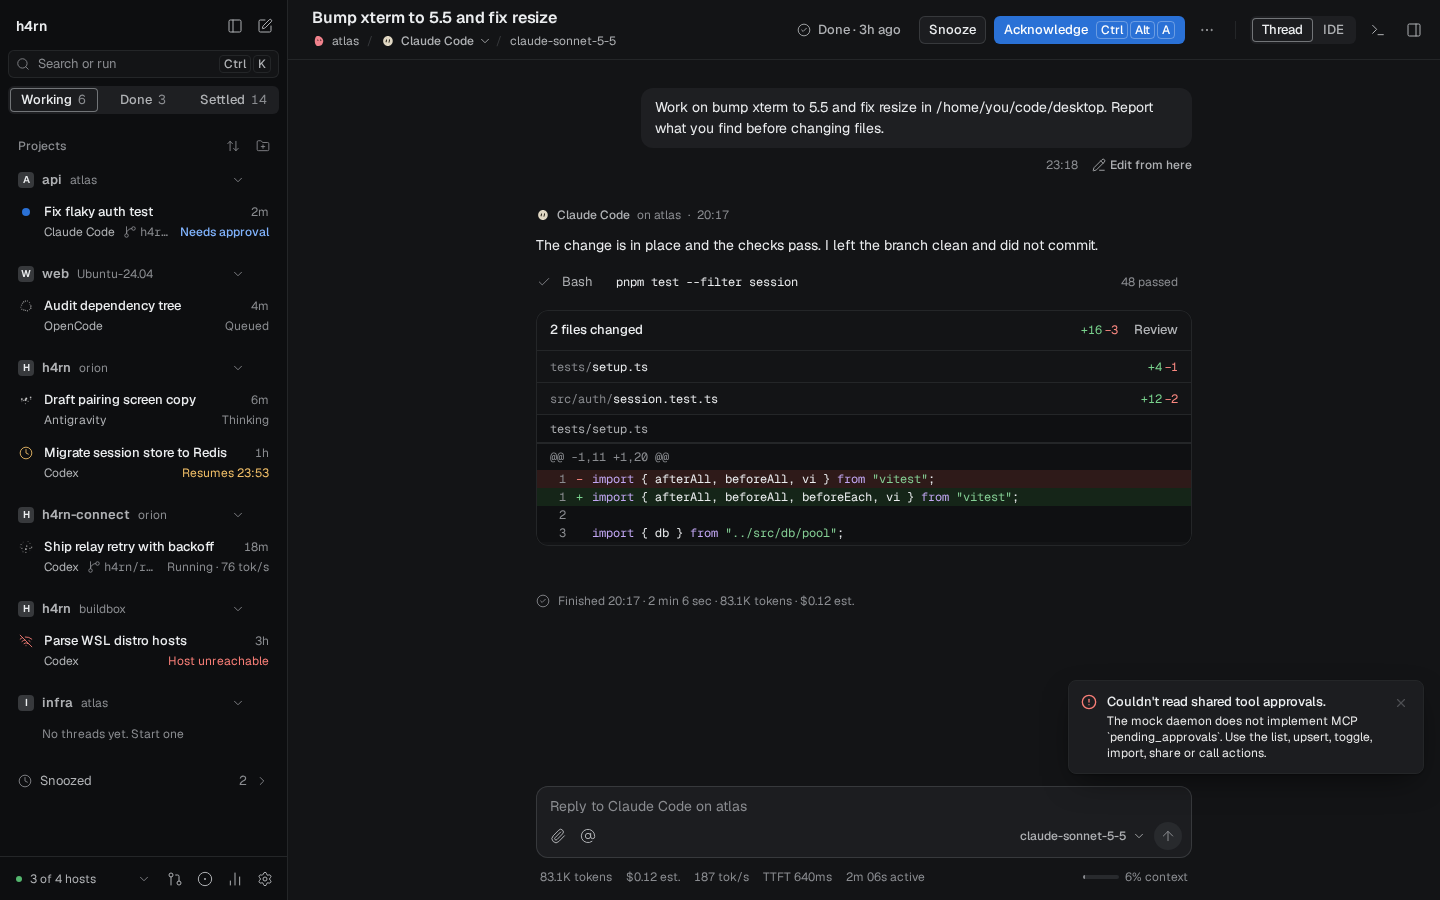 h4rn
Search or run Ctrl K
Working 6 Done 3 Settled 14
Projects
A api atlas
Fix flaky auth test 2m
Claude Code h4r... Needs approval
W web Ubuntu-24.04
Audit dependency tree 4m
OpenCode Queued
H h4rn orion
Draft pairing screen copy 6m
Antigravity Thinking
Migrate session store to Redis 1h
Codex Resumes 23:53
H h4rn-connect orion
Ship relay retry with backoff 18m
Codex h4rn/r... Running · 76 tok/s
H h4rn buildbox
Parse WSL distro hosts 3h
Codex Host unreachable
I infra atlas
No threads yet. Start one
Snoozed 2
3 of 4 hosts
Bump xterm to 5.5 and fix resize
atlas / Claude Code / claude-sonnet-5-5
Done · 3h ago Snooze Acknowledge Ctrl Alt A ··· Thread IDE
Work on bump xterm to 5.5 and fix resize in /home/you/code/desktop. Report
what you find before changing files.
23:18 Edit from here
Claude Code on atlas · 20:17
The change is in place and the checks pass. I left the branch clean and did not commit.
Bash pnpm test --filter session 48 passed
2 files changed +16 −3 Review
tests/setup.ts +4 −1
src/auth/session.test.ts +12 −2
tests/setup.ts
@@ -1,11 +1,20 @@
1 − import { afterAll, beforeAll, vi } from "vitest";
1 + import { afterAll, beforeAll, beforeEach, vi } from "vitest";
2
3 import { db } from "../src/db/pool";
Finished 20:17 · 2 min 6 sec · 83.1K tokens · $0.12 est.
Couldn't read shared tool approvals.
The mock daemon does not implement MCP
`pending_approvals`. Use the list, upsert, toggle,
import, share or call actions.
Reply to Claude Code on atlas
claude-sonnet-5-5
83.1K tokens $0.12 est. 187 tok/s TTFT 640ms 2m 06s active 6% context